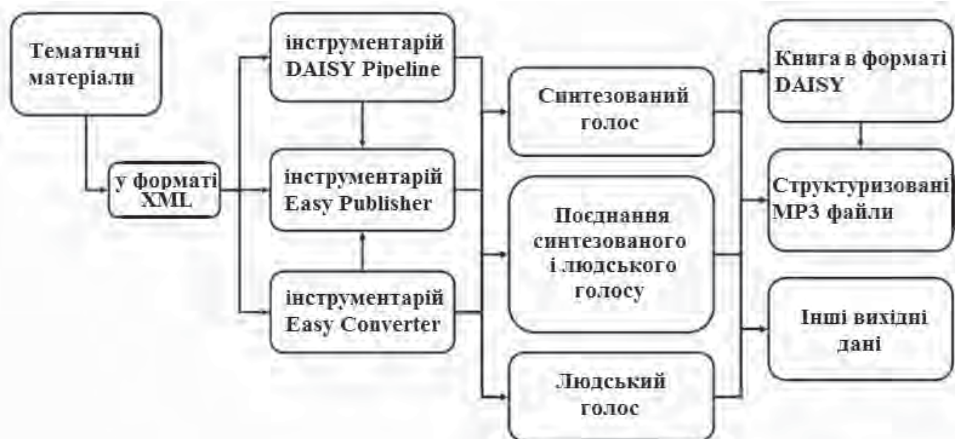 Тематичні
матеріали
у форматі
XML
інструментарій
DAISY Pipeline
інструментарій
Easy Publisher
інструментарій
Easy Converter
Синтезований
голос
Поєднання
синтезованого
і людського
голосу
Людський
голос
Книга в форматі
DAISY
Структуризовані
MP3 файли
Інші вихідні
дані